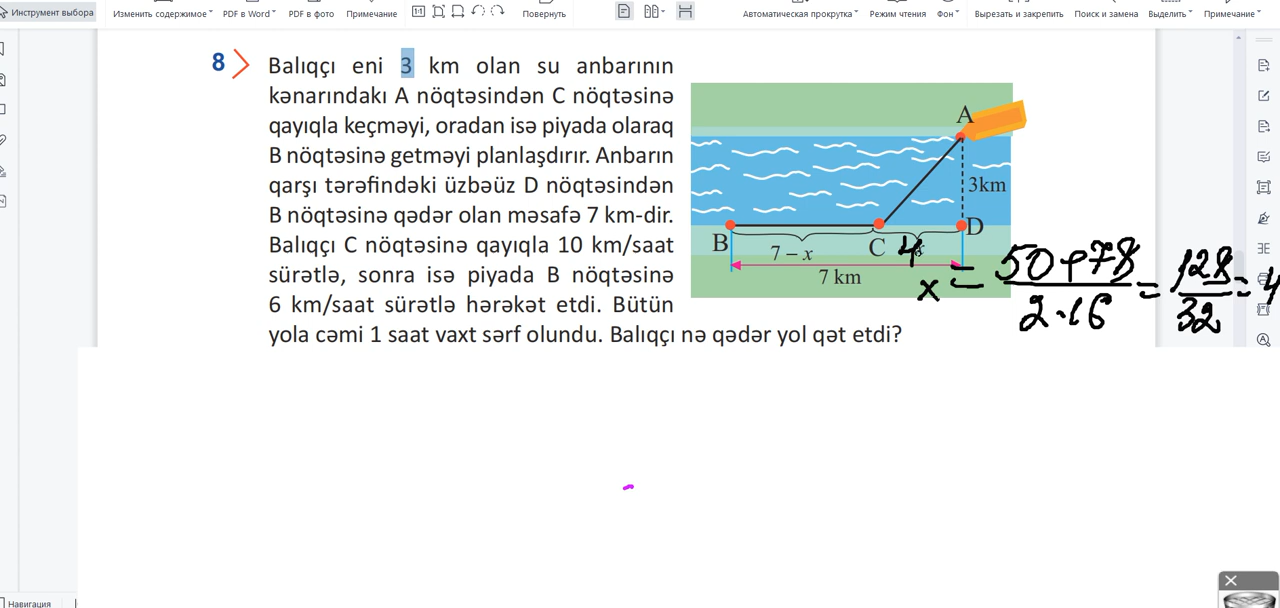 Инструмент выбора
Изменить содержимое PDF в Word PDF в фото Примечание 1:1 Повернуть Автоматическая прокрутка Режим чтения Фон Вырезать и закрепить Поиск и замена Выделить Примечание
8 Balıqçı eni 3 km olan su anbarının
kənarındakı A nöqtəsindən C nöqtəsinə
qayıqla keçməyi, oradan isə piyada olaraq
B nöqtəsinə getməyi planlaşdırır. Anbarın
qarşı tərəfindəki üzbəüz D nöqtəsindən
B nöqtəsinə qədər olan məsafə 7 km-dir.
Balıqçı C nöqtəsinə qayıqla 10 km/saat
sürətlə, sonra isə piyada B nöqtəsinə
6 km/saat sürətlə hərəkət etdi. Bütün
yola cəmi 1 saat vaxt sərf olundu. Balıqçı nə qədər yol qət etdi?
A
3km
B 7 – x C 4 D
7 km
x = 50+78 / 2·16 = 128 / 32 = 4
Навигация